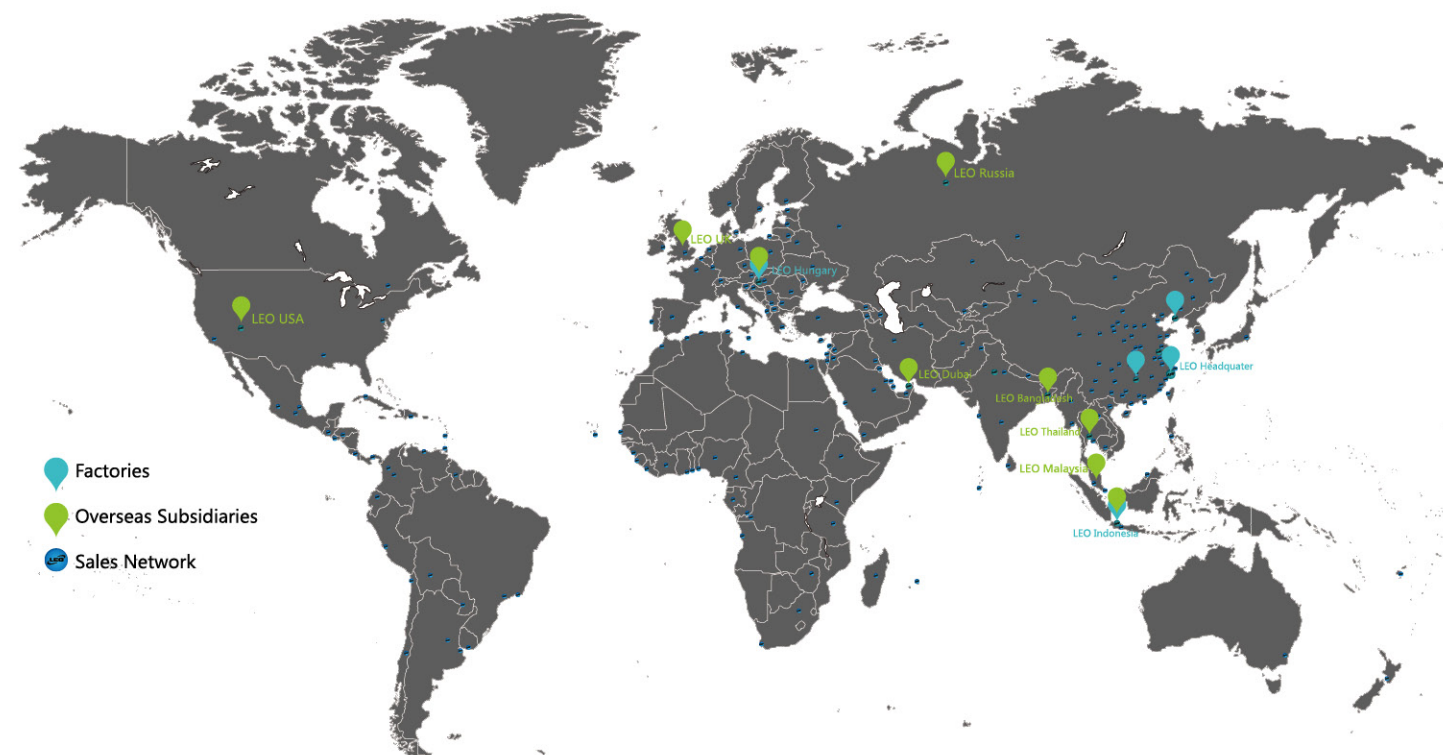 LEO Russia
LEO UK
LEO Hungary
LEO USA
LEO Headquater
LEO Dubai
LEO Bangladesh
LEO Thailand
LEO Malaysia
LEO Indonesia
Factories
Overseas Subsidiaries
LEO
Sales Network